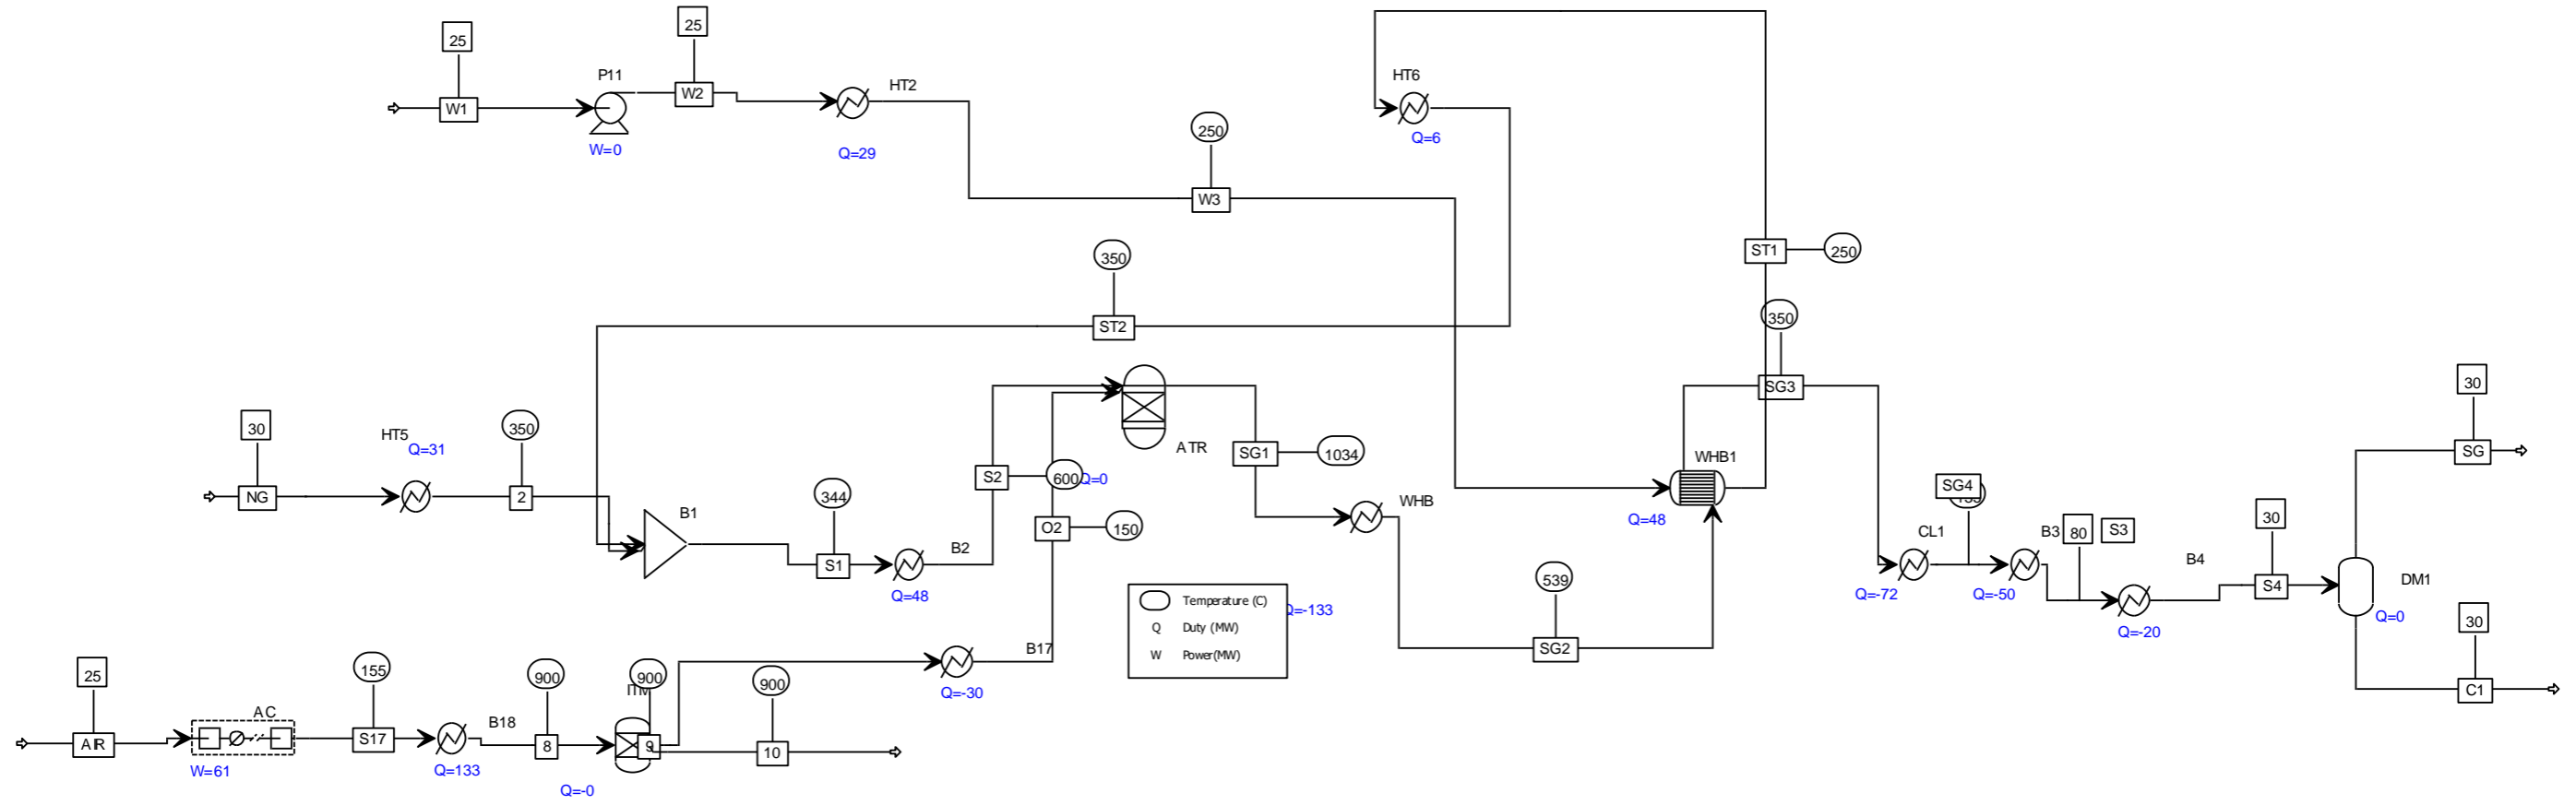 25
25
P11
W1
W2
HT2
W=0
Q=29
HT6
250
Q=6
W3
350
ST2
ST1
250
350
SG3
30
HT5
Q=31
350
NG
2
B1
344
S1
B2
Q=48
S2
600
Q=0
O2
150
ATR
SG1
1034
WHB
WHB1
Q=48
SG4
CL1
Q=-72
B3
80
S3
Q=-50
B4
Q=-20
30
S4
DM1
Q=0
30
SG
30
C1
539
SG2
Temperature (C)
Q Duty (MW)
W Power(MW)
Q=-133
25
AIR
AC
W=61
155
S17
B18
Q=133
900
8
ITM
900
9
Q=-0
900
10
B17
Q=-30